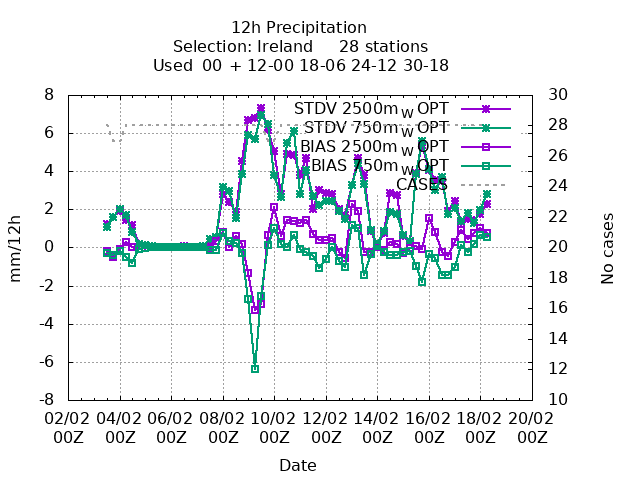 12h Precipitation
Selection: Ireland 28 stations
Used 00 + 12-00 18-06 24-12 30-18
STDV 2500m_W OPT
STDV 750m_W OPT
BIAS 2500m_W OPT
BIAS 750m_W OPT
CASES
8
6
4
2
0
-2
-4
-6
-8
mm/12h
30
28
26
24
22
20
18
16
14
12
10
No cases
02/02 04/02 06/02 08/02 10/02 12/02 14/02 16/02 18/02 20/02
00Z 00Z 00Z 00Z 00Z 00Z 00Z 00Z 00Z 00Z
Date